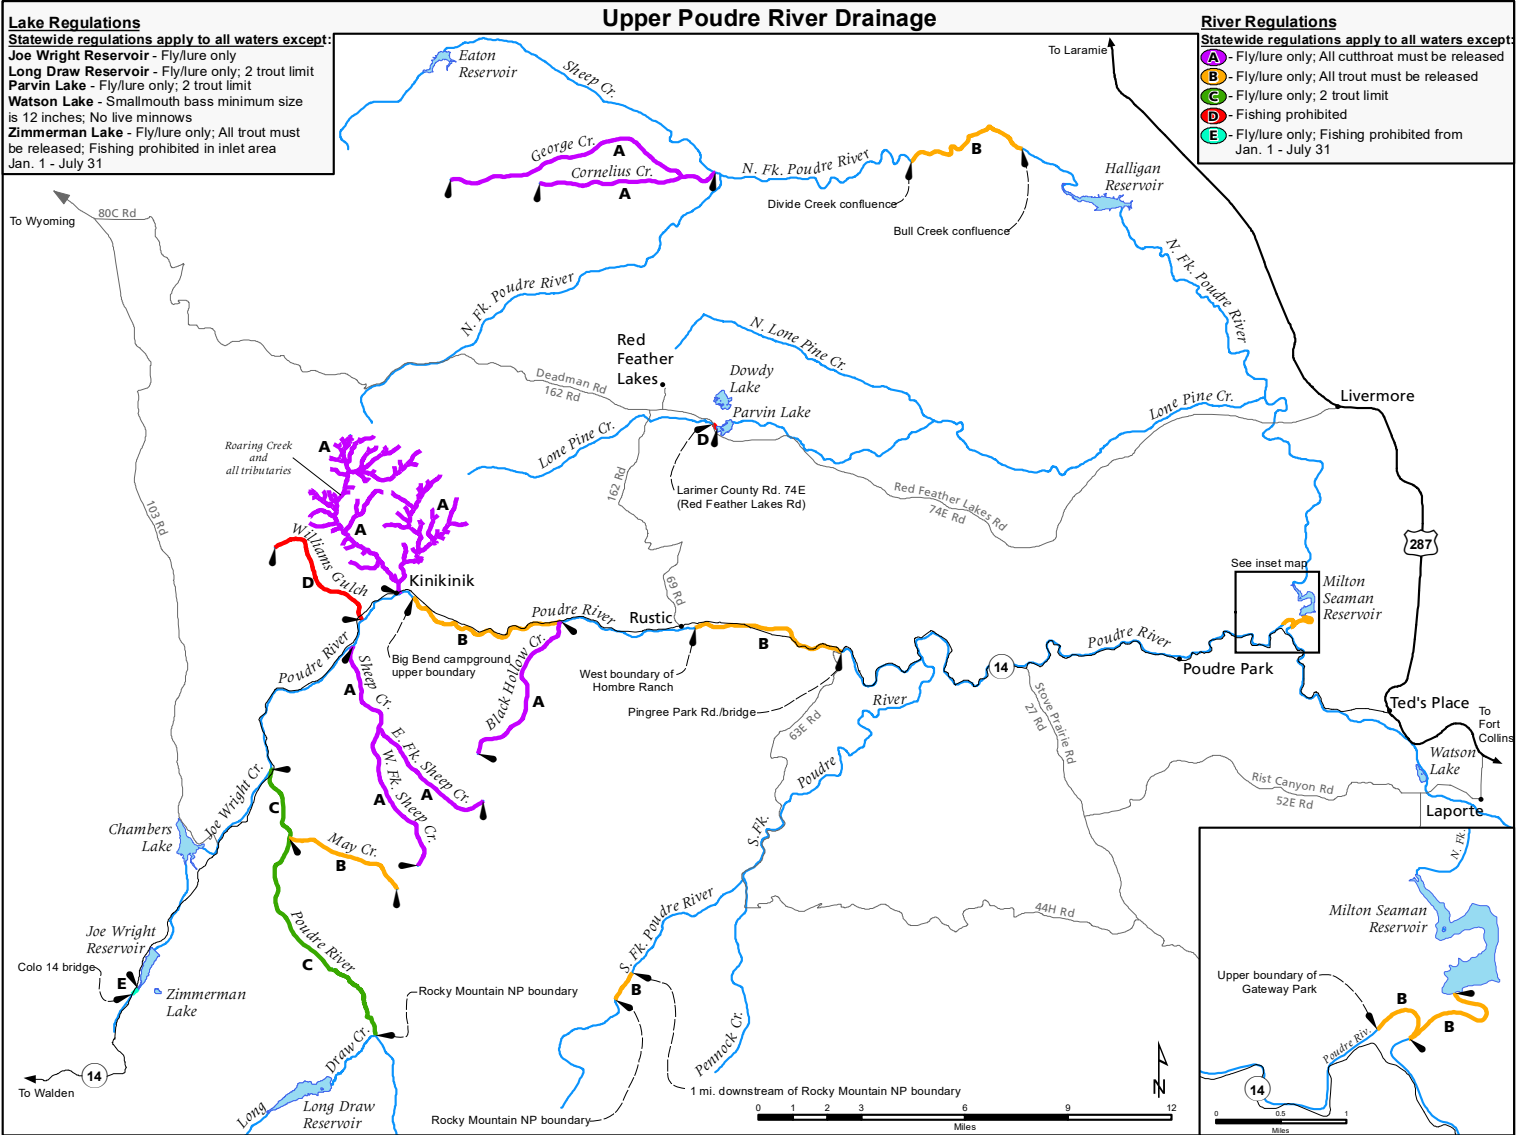 Upper Poudre River Drainage
Lake Regulations
Statewide regulations apply to all waters except:
Joe Wright Reservoir - Fly/lure only
Long Draw Reservoir - Fly/lure only; 2 trout limit
Parvin Lake - Fly/lure only; 2 trout limit
Watson Lake - Smallmouth bass minimum size
is 12 inches; No live minnows
Zimmerman Lake - Fly/lure only; All trout must
be released; Fishing prohibited in inlet area
Jan. 1 - July 31
River Regulations
Statewide regulations apply to all waters except:
A - Fly/lure only; All cutthroat must be released
B - Fly/lure only; All trout must be released
C - Fly/lure only; 2 trout limit
D - Fishing prohibited
E - Fly/lure only; Fishing prohibited from
Jan. 1 - July 31
To Laramie
Eaton
Reservoir
Sheep Cr.
George Cr.
A
Cornelius Cr.
A
N. Fk. Poudre River
B
Divide Creek confluence
Bull Creek confluence
Halligan
Reservoir
To Wyoming
80C Rd
N. Fk. Poudre River
N. Fk. Poudre River
Red
Feather
Lakes
N. Lone Pine Cr.
Deadman Rd
162 Rd
Dowdy
Lake
Parvin Lake
D
Lone Pine Cr.
Lone Pine Cr.
Livermore
Roaring Creek
and
all tributaries
A
A
A
162 Rd
Larimer County Rd. 74E
(Red Feather Lakes Rd)
Red Feather Lakes Rd
74E Rd
103 Rd
287
See inset map
Williams Gulch
D
Kinikinik
69 Rd
Milton
Seaman
Reservoir
Poudre River
Rustic
B
B
Poudre River
Poudre Park
Poudre River
Big Bend campground
upper boundary
West boundary of
Hombre Ranch
Pingree Park Rd./bridge
14
Sheep Cr.
A
Black Hollow Cr.
A
River
63E Rd
Stove Prairie Rd
27 Rd
Ted's Place
To
Fort
Collins
E. Fk. Sheep Cr.
A
W. Fk. Sheep Cr.
A
Poudre
S. Fk.
Watson
Lake
Rist Canyon Rd
52E Rd
Laporte
Joe Wright Cr.
C
Chambers
Lake
May Cr.
B
S. Fk. Poudre River
44H Rd
Joe Wright
Reservoir
Poudre River
C
Colo 14 bridge
E
Zimmerman
Lake
Rocky Mountain NP boundary
B
Pennock Cr.
14
To Walden
Draw Cr.
Long
Long Draw
Reservoir
1 mi. downstream of Rocky Mountain NP boundary
Rocky Mountain NP boundary
N
0 1 2 3 6 9 12
Miles
N. Fk.
Milton Seaman
Reservoir
Upper boundary of
Gateway Park
B
B
Poudre Riv.
14
0 0.5 1
Miles